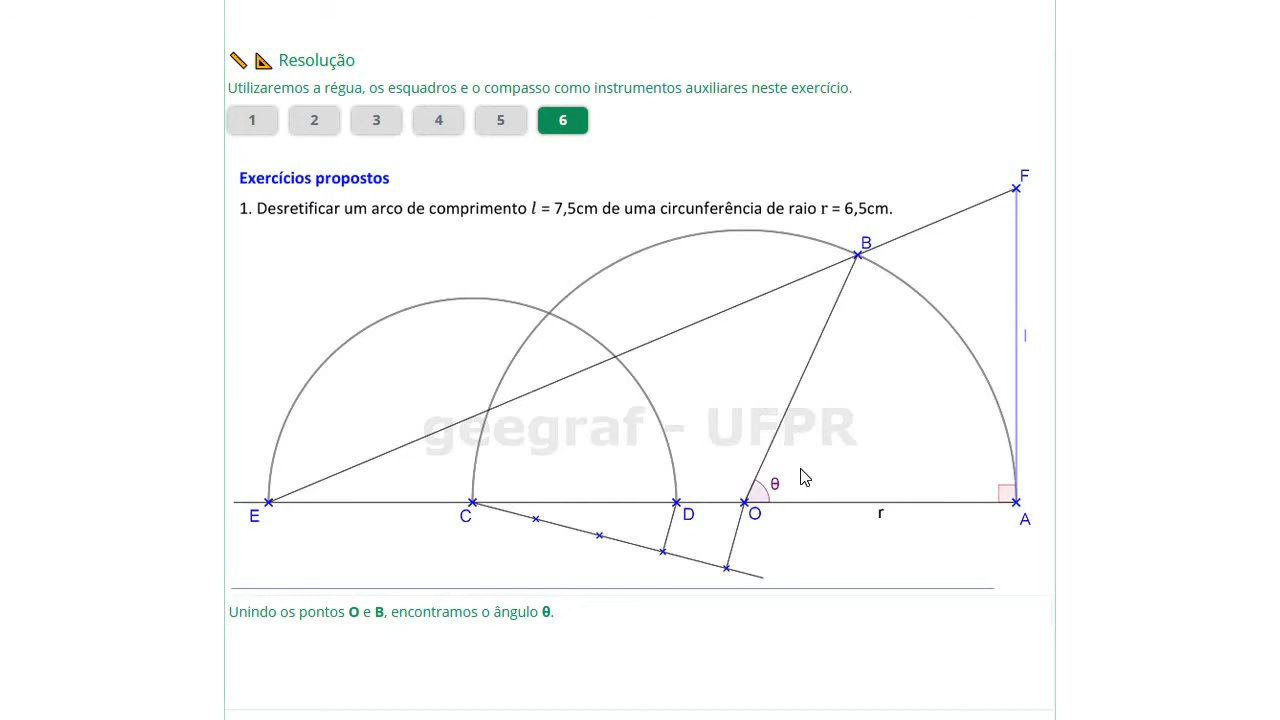 Resolução
Utilizaremos a régua, os esquadros e o compasso como instrumentos auxiliares neste exercício.
1 2 3 4 5 6
Exercícios propostos
1. Desretificar um arco de comprimento l = 7,5cm de uma circunferência de raio r = 6,5cm.
F
B
l
geegraf - UFPR
θ
E C D O r A
Unindo os pontos O e B, encontramos o ângulo θ.